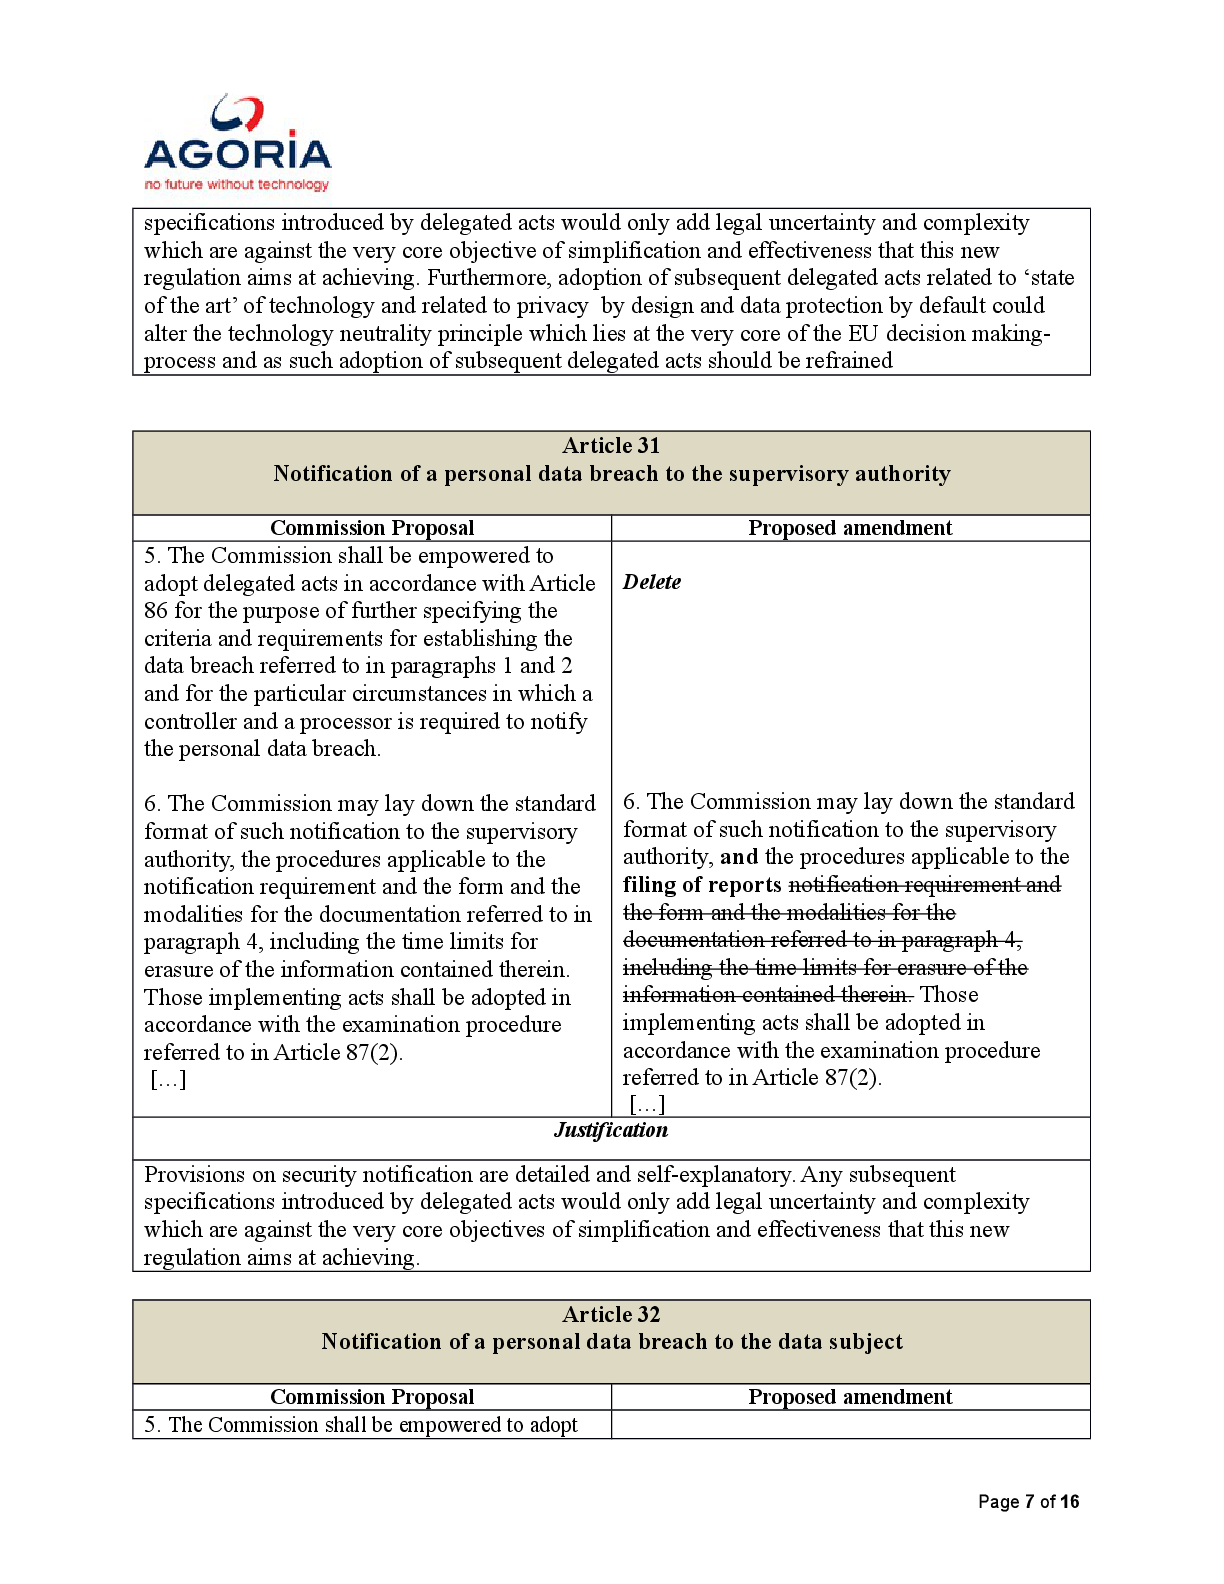 AGORIA
no future without technology
specifications introduced by delegated acts would only add legal uncertainty and complexity
which are against the very core objective of simplification and effectiveness that this new
regulation aims at achieving. Furthermore, adoption of subsequent delegated acts related to ‘state
of the art’ of technology and related to privacy  by design and data protection by default could
alter the technology neutrality principle which lies at the very core of the EU decision making-
process and as such adoption of subsequent delegated acts should be refrained
Article 31
Notification of a personal data breach to the supervisory authority
Commission Proposal
Proposed amendment
5. The Commission shall be empowered to
adopt delegated acts in accordance with Article
86 for the purpose of further specifying the
criteria and requirements for establishing the
data breach referred to in paragraphs 1 and 2
and for the particular circumstances in which a
controller and a processor is required to notify
the personal data breach.
6. The Commission may lay down the standard
format of such notification to the supervisory
authority, the procedures applicable to the
notification requirement and the form and the
modalities for the documentation referred to in
paragraph 4, including the time limits for
erasure of the information contained therein.
Those implementing acts shall be adopted in
accordance with the examination procedure
referred to in Article 87(2).
[…]
Delete
6. The Commission may lay down the standard
format of such notification to the supervisory
authority, and the procedures applicable to the
filing of reports notification requirement and
the form and the modalities for the
documentation referred to in paragraph 4,
including the time limits for erasure of the
information contained therein. Those
implementing acts shall be adopted in
accordance with the examination procedure
referred to in Article 87(2).
[…]
Justification
Provisions on security notification are detailed and self-explanatory. Any subsequent
specifications introduced by delegated acts would only add legal uncertainty and complexity
which are against the very core objectives of simplification and effectiveness that this new
regulation aims at achieving.
Article 32
Notification of a personal data breach to the data subject
Commission Proposal
Proposed amendment
5. The Commission shall be empowered to adopt
Page 7 of 16